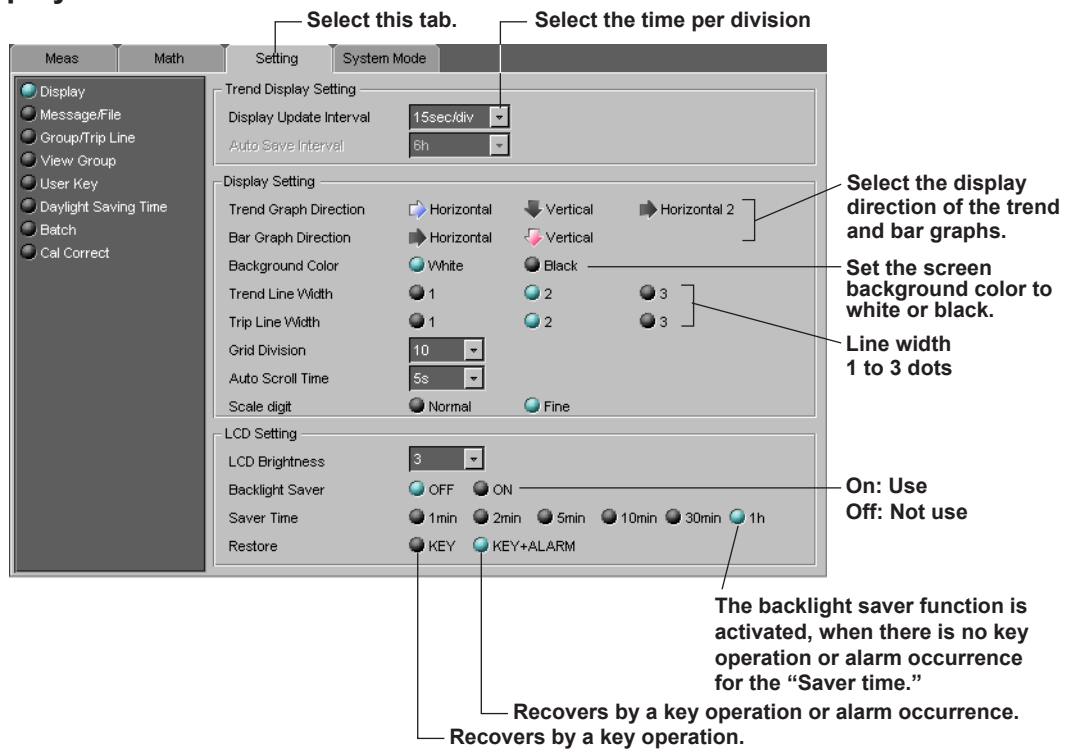 play
Select this tab.
Select the time per division
Meas
Math
Setting
System Mode
Display
Message/File
Group/Trip Line
View Group
User Key
Daylight Saving Time
Batch
Cal Correct
Trend Display Setting
Display Update Interval 15sec/div
Auto Save Interval 6h
Display Setting
Trend Graph Direction Horizontal Vertical Horizontal 2
Bar Graph Direction Horizontal Vertical
Background Color White Black
Trend Line Width 1 2 3
Trip Line Width 1 2 3
Grid Division 10
Auto Scroll Time 5s
Scale digit Normal Fine
LCD Setting
LCD Brightness 3
Backlight Saver OFF ON
Saver Time 1min 2min 5min 10min 30min 1h
Restore KEY KEY+ALARM
Select the display
direction of the trend
and bar graphs.
Set the screen
background color to
white or black.
Line width
1 to 3 dots
On: Use
Off: Not use
The backlight saver function is
activated, when there is no key
operation or alarm occurrence
for the “Saver time.”
Recovers by a key operation or alarm occurrence.
Recovers by a key operation.